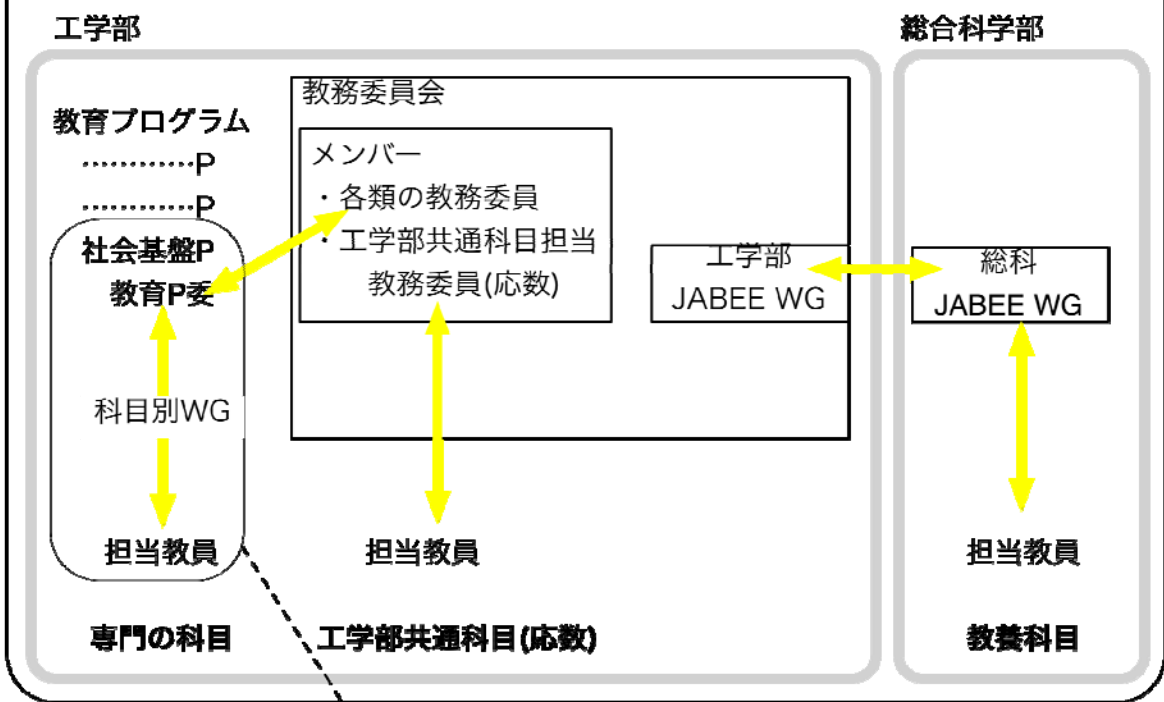 工学部
総合科学部
教育プログラム
…………P
…………P
社会基盤P
教育P委
科目別WG
担当教員
専門の科目
教務委員会
メンバー
・各類の教務委員
・工学部共通科目担当
教務委員(応数)
工学部
JABEE WG
担当教員
工学部共通科目(応数)
総科
JABEE WG
担当教員
教養科目